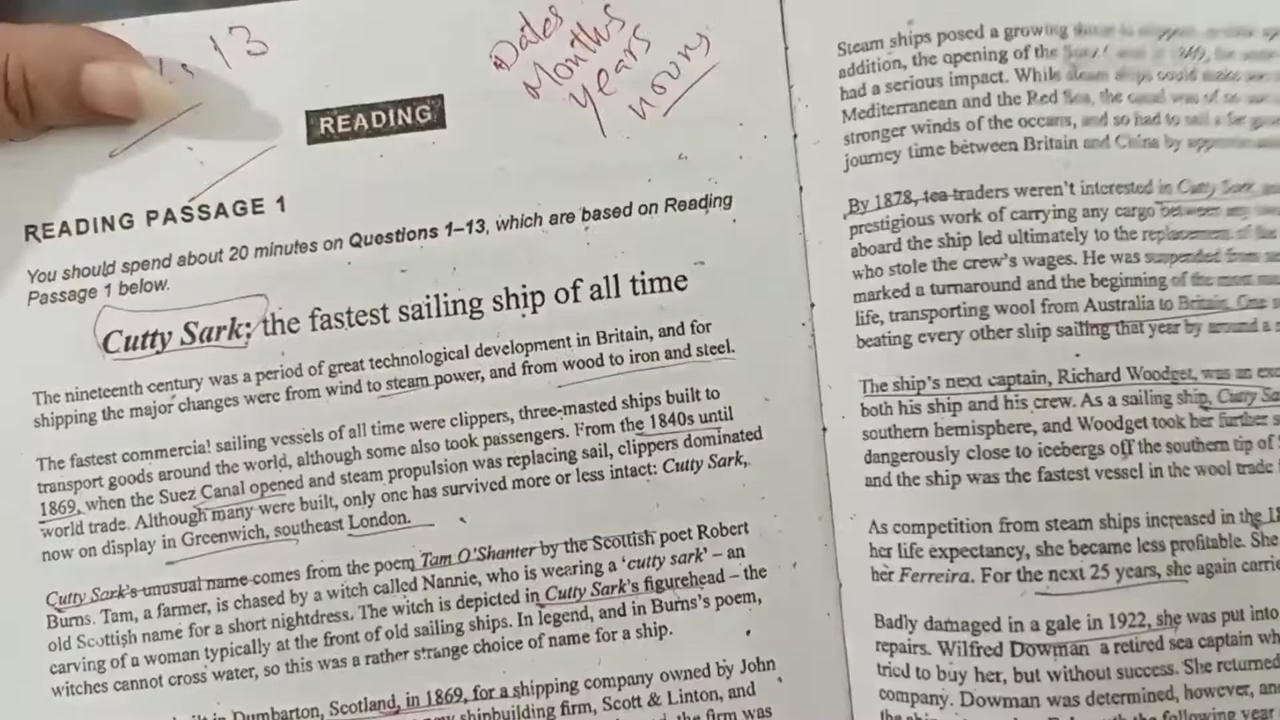 13
Dates
Months
years
hours
READING
READING PASSAGE 1
You should spend about 20 minutes on Questions 1–13, which are based on Reading
Passage 1 below.
Cutty Sark: the fastest sailing ship of all time
The nineteenth century was a period of great technological development in Britain, and for
shipping the major changes were from wind to steam power, and from wood to iron and steel.
The fastest commercial sailing vessels of all time were clippers, three-masted ships built to
transport goods around the world, although some also took passengers. From the 1840s until
1869, when the Suez Canal opened and steam propulsion was replacing sail, clippers dominated
world trade. Although many were built, only one has survived more or less intact: Cutty Sark,
now on display in Greenwich, southeast London.
Cutty Sark's unusual name comes from the poem Tam O'Shanter by the Scottish poet Robert
Burns. Tam, a farmer, is chased by a witch called Nannie, who is wearing a 'cutty sark' – an
old Scottish name for a short nightdress. The witch is depicted in Cutty Sark's figurehead – the
carving of a woman typically at the front of old sailing ships. In legend, and in Burns's poem,
witches cannot cross water, so this was a rather strange choice of name for a ship.
Dumbarton, Scotland, in 1869, for a shipping company owned by John
shipbuilding firm, Scott & Linton, and
the firm was
Steam ships posed a growing
addition, the opening of the
had a serious impact. While steam ships could make
Mediterranean and the Red Sea, the canal was of
stronger winds of the oceans, and so had to sail a far
journey time between Britain and China by
By 1878, tea traders weren't interested in Cutty Sark
prestigious work of carrying any cargo between any
aboard the ship led ultimately to the replacement of the
who stole the crew's wages. He was suspended from
marked a turnaround and the beginning of the most
life, transporting wool from Australia to Britain. One
beating every other ship sailing that year by around a
The ship's next captain, Richard Woodget, was an
both his ship and his crew. As a sailing ship, Cutty
southern hemisphere, and Woodget took her further
dangerously close to icebergs off the southern tip of
and the ship was the fastest vessel in the wool trade
As competition from steam ships increased in the
her life expectancy, she became less profitable. She
her Ferreira. For the next 25 years, she again
Badly damaged in a gale in 1922, she was put into
repairs. Wilfred Dowman a retired sea captain
tried to buy her, but without success. She returned
company. Dowman was determined, however,
the following year